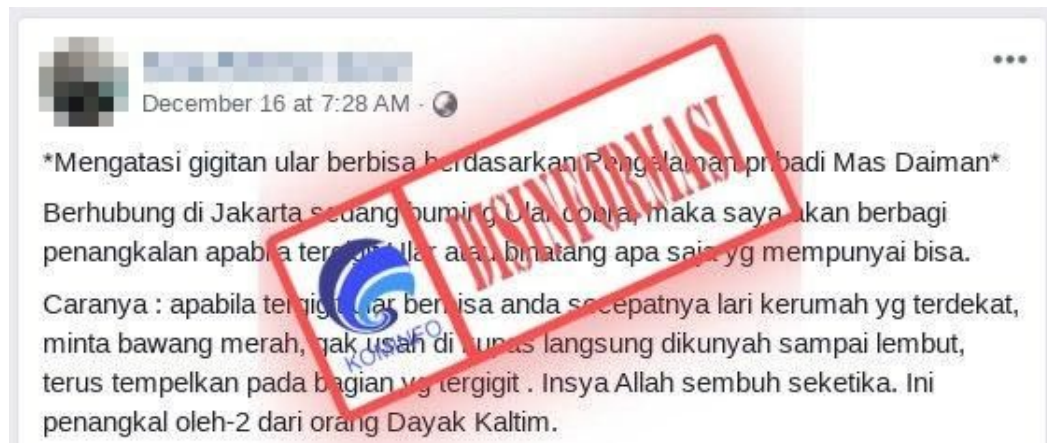 December 16 at 7:28 AM ·
*Mengatasi gigitan ular berbisa berdasarkan Pengalaman pribadi Mas Daiman*
Berhubung di Jakarta sedang buming Ular cobra, maka saya akan berbagi
penangkalan apabila tergigit Ular atau binatang apa saja yg mempunyai bisa.
Caranya : apabila tergigit ular berbisa anda secepatnya lari kerumah yg terdekat,
minta bawang merah, gak usah di kupas langsung dikunyah sampai lembut,
terus tempelkan pada bagian yg tergigit . Insya Allah sembuh seketika. Ini
penangkal oleh-2 dari orang Dayak Kaltim.
DISINFORMASI
KOMINFO